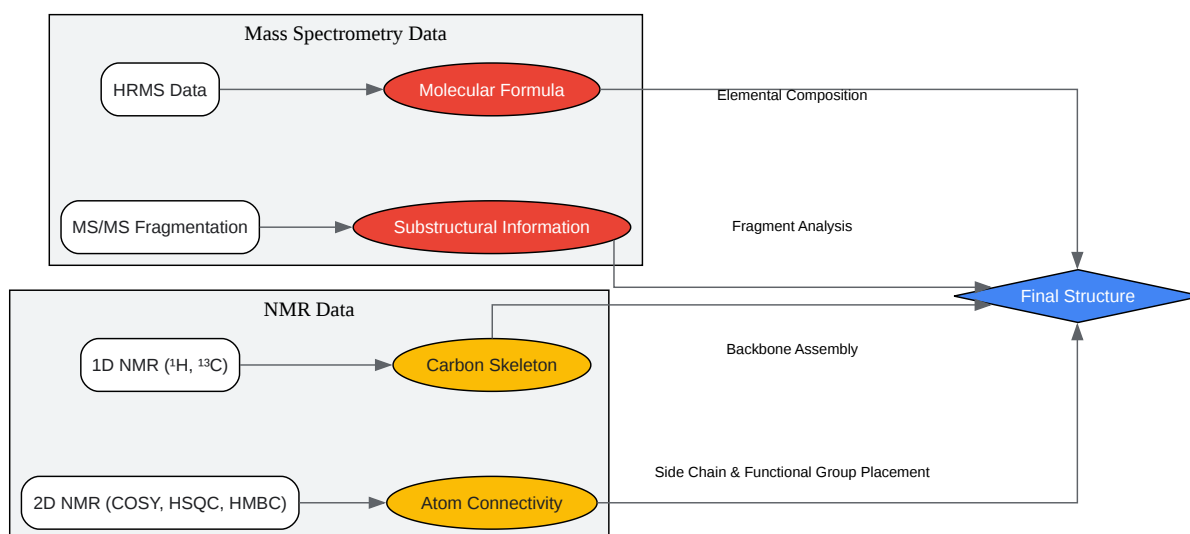 Mass Spectrometry Data
HRMS Data
Molecular Formula
Elemental Composition
MS/MS Fragmentation
Substructural Information
Fragment Analysis
Final Structure
NMR Data
1D NMR (¹H, ¹³C)
Carbon Skeleton
Backbone Assembly
2D NMR (COSY, HSQC, HMBC)
Atom Connectivity
Side Chain & Functional Group Placement